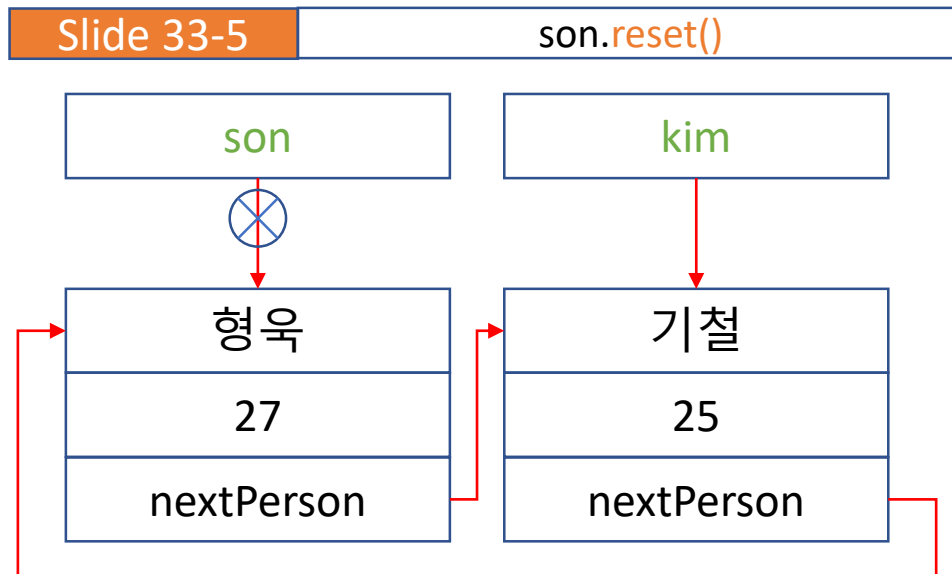 Slide 33-5
son.reset()
son
kim
형욱
기철
27
25
nextPerson
nextPerson